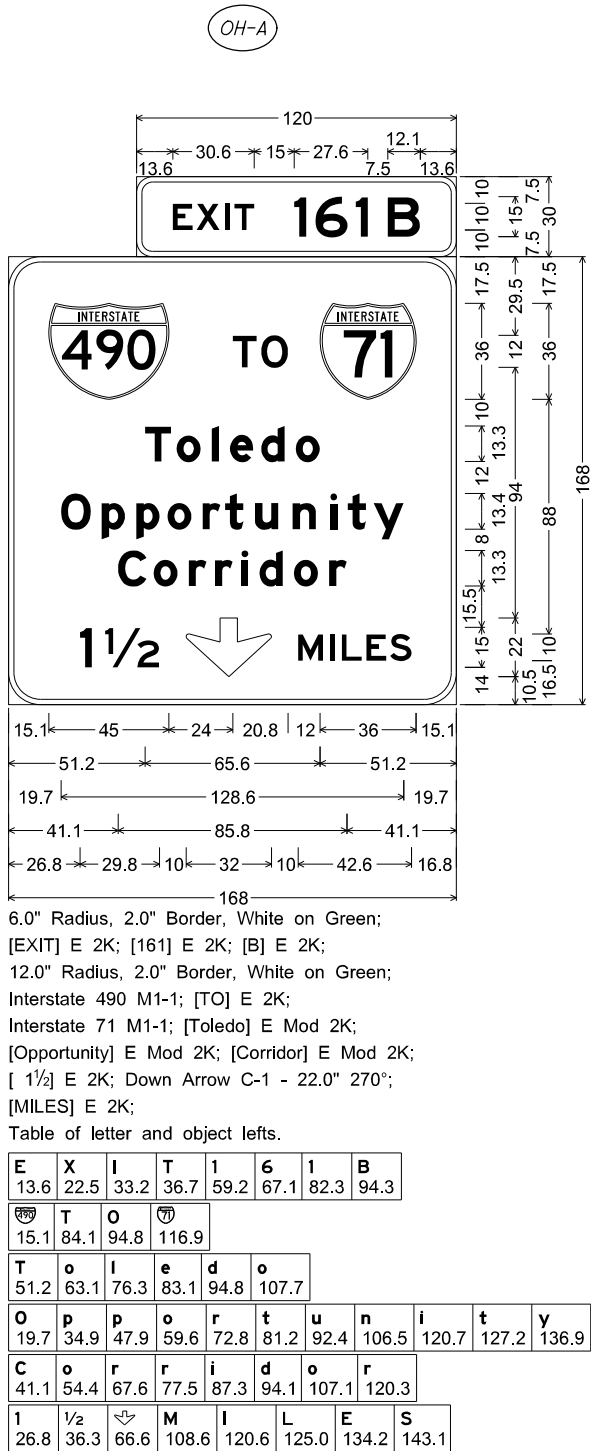 OH-A
120
12.1
30.6 15 27.6
13.6 7.5 13.6
EXIT 161B
10 10 10
15
7.5 30 7.5
INTERSTATE
490 TO
INTERSTATE
71
Toledo
Opportunity
Corridor
1½ MILES
17.5 29.5 17.5
36 12 36
10
13.3
12
13.4 94 88 168
8
13.3
15.5
15 22 10
14 10.5 16.5
15.1 45 24 20.8 12 36 15.1
51.2 65.6 51.2
19.7 128.6 19.7
41.1 85.8 41.1
26.8 29.8 10 32 10 42.6 16.8
168
6.0" Radius, 2.0" Border, White on Green;
[EXIT] E 2K; [161] E 2K; [B] E 2K;
12.0" Radius, 2.0" Border, White on Green;
Interstate 490 M1-1; [TO] E 2K;
Interstate 71 M1-1; [Toledo] E Mod 2K;
[Opportunity] E Mod 2K; [Corridor] E Mod 2K;
[ 1½] E 2K; Down Arrow C-1 - 22.0" 270°;
[MILES] E 2K;
Table of letter and object lefts.
E X I T 1 6 1 B
13.6 22.5 33.2 36.7 59.2 67.1 82.3 94.3
490 T O 71
15.1 84.1 94.8 116.9
T o l e d o
51.2 63.1 76.3 83.1 94.8 107.7
O p p o r t u n i t y
19.7 34.9 47.9 59.6 72.8 81.2 92.4 106.5 120.7 127.2 136.9
C o r r i d o r
41.1 54.4 67.6 77.5 87.3 94.1 107.1 120.3
1 ½ M I L E S
26.8 36.3 66.6 108.6 120.6 125.0 134.2 143.1